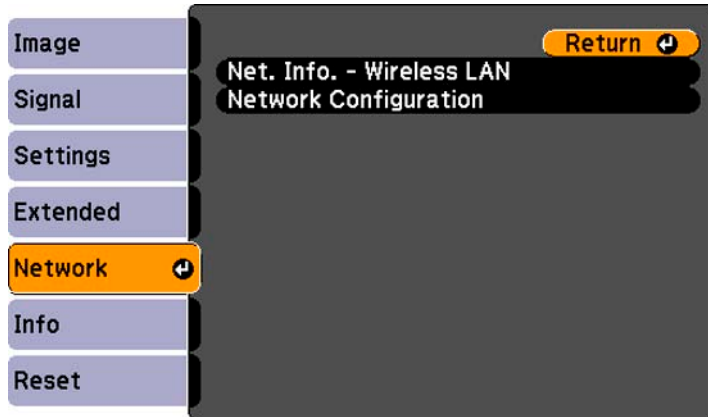 Image
Signal
Settings
Extended
Network
Info
Reset
Return
Net. Info. - Wireless LAN
Network Configuration